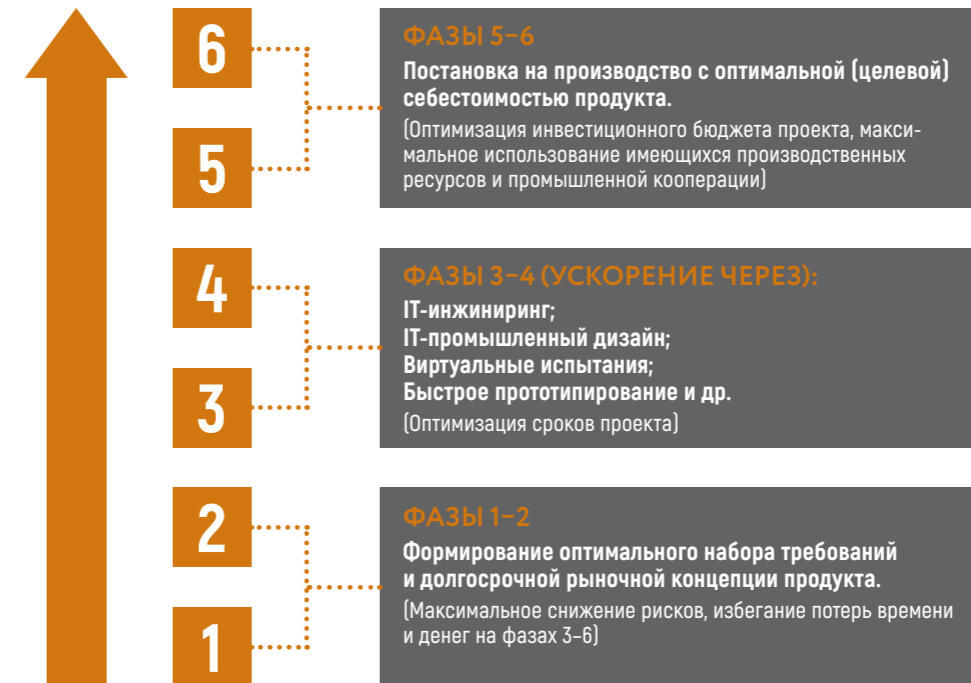 6
5
ФАЗЫ 5–6
Постановка на производство с оптимальной (целевой)
себестоимостью продукта.
(Оптимизация инвестиционного бюджета проекта, макси-
мальное использование имеющихся производственных
ресурсов и промышленной кооперации)
4
3
ФАЗЫ 3–4 (УСКОРЕНИЕ ЧЕРЕЗ):
IT-инжиниринг;
IT-промышленный дизайн;
Виртуальные испытания;
Быстрое прототипирование и др.
(Оптимизация сроков проекта)
2
1
ФАЗЫ 1–2
Формирование оптимального набора требований
и долгосрочной рыночной концепции продукта.
(Максимальное снижение рисков, избегание потерь времени
и денег на фазах 3–6)